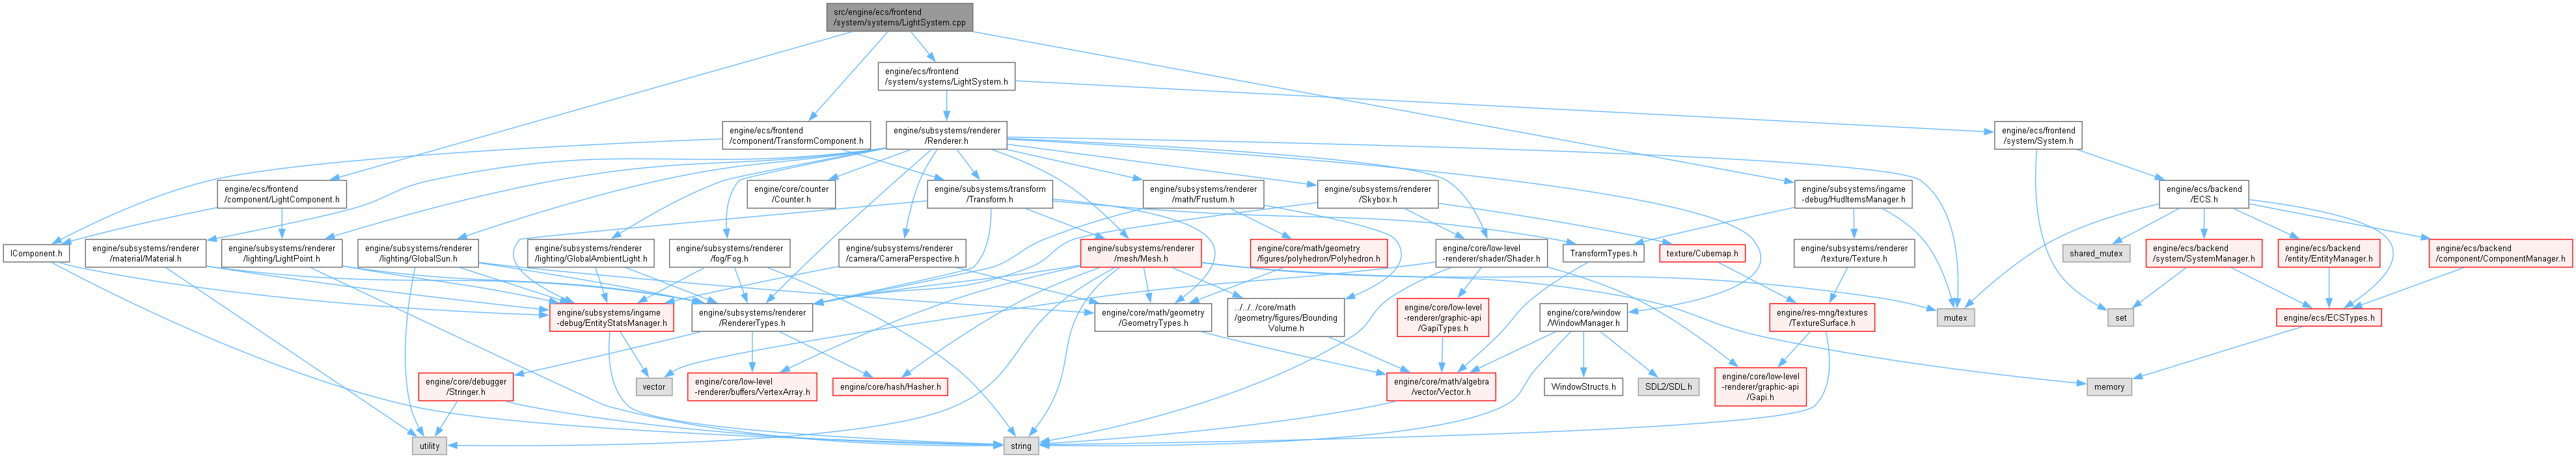 src/engine/ecs/frontend
/system/systems/LightSystem.cpp
engine/ecs/frontend
/system/systems/LightSystem.h
engine/ecs/frontend
/component/TransformComponent.h
engine/subsystems/renderer
/Renderer.h
engine/ecs/frontend
/system/System.h
engine/ecs/frontend
/component/LightComponent.h
engine/core/counter
/Counter.h
engine/subsystems/transform
/Transform.h
engine/subsystems/renderer
/math/Frustum.h
engine/subsystems/renderer
/Skybox.h
engine/subsystems/ingame
-debug/HudItemsManager.h
engine/ecs/backend
/ECS.h
IComponent.h
engine/subsystems/renderer
/material/Material.h
engine/subsystems/renderer
/lighting/LightPoint.h
engine/subsystems/renderer
/lighting/GlobalSun.h
engine/subsystems/renderer
/lighting/GlobalAmbientLight.h
engine/subsystems/renderer
/fog/Fog.h
engine/subsystems/renderer
/camera/CameraPerspective.h
engine/subsystems/renderer
/mesh/Mesh.h
engine/core/math/geometry
/figures/polyhedron/Polyhedron.h
engine/core/low-level
-renderer/shader/Shader.h
TransformTypes.h
texture/Cubemap.h
engine/subsystems/renderer
/texture/Texture.h
shared_mutex
engine/ecs/backend
/system/SystemManager.h
engine/ecs/backend
/entity/EntityManager.h
engine/ecs/backend
/component/ComponentManager.h
engine/subsystems/ingame
-debug/EntityStatsManager.h
engine/subsystems/renderer
/RendererTypes.h
engine/core/math/geometry
/GeometryTypes.h
../../../core/math
/geometry/figures/Bounding
Volume.h
engine/core/low-level
-renderer/graphic-api
/GapiTypes.h
engine/core/window
/WindowManager.h
engine/res-mng/textures
/TextureSurface.h
mutex
set
engine/ecs/ECSTypes.h
engine/core/debugger
/Stringer.h
vector
engine/core/low-level
-renderer/buffers/VertexArray.h
engine/core/hash/Hasher.h
engine/core/math/algebra
/vector/Vector.h
WindowStructs.h
SDL2/SDL.h
engine/core/low-level
-renderer/graphic-api
/Gapi.h
memory
utility
string